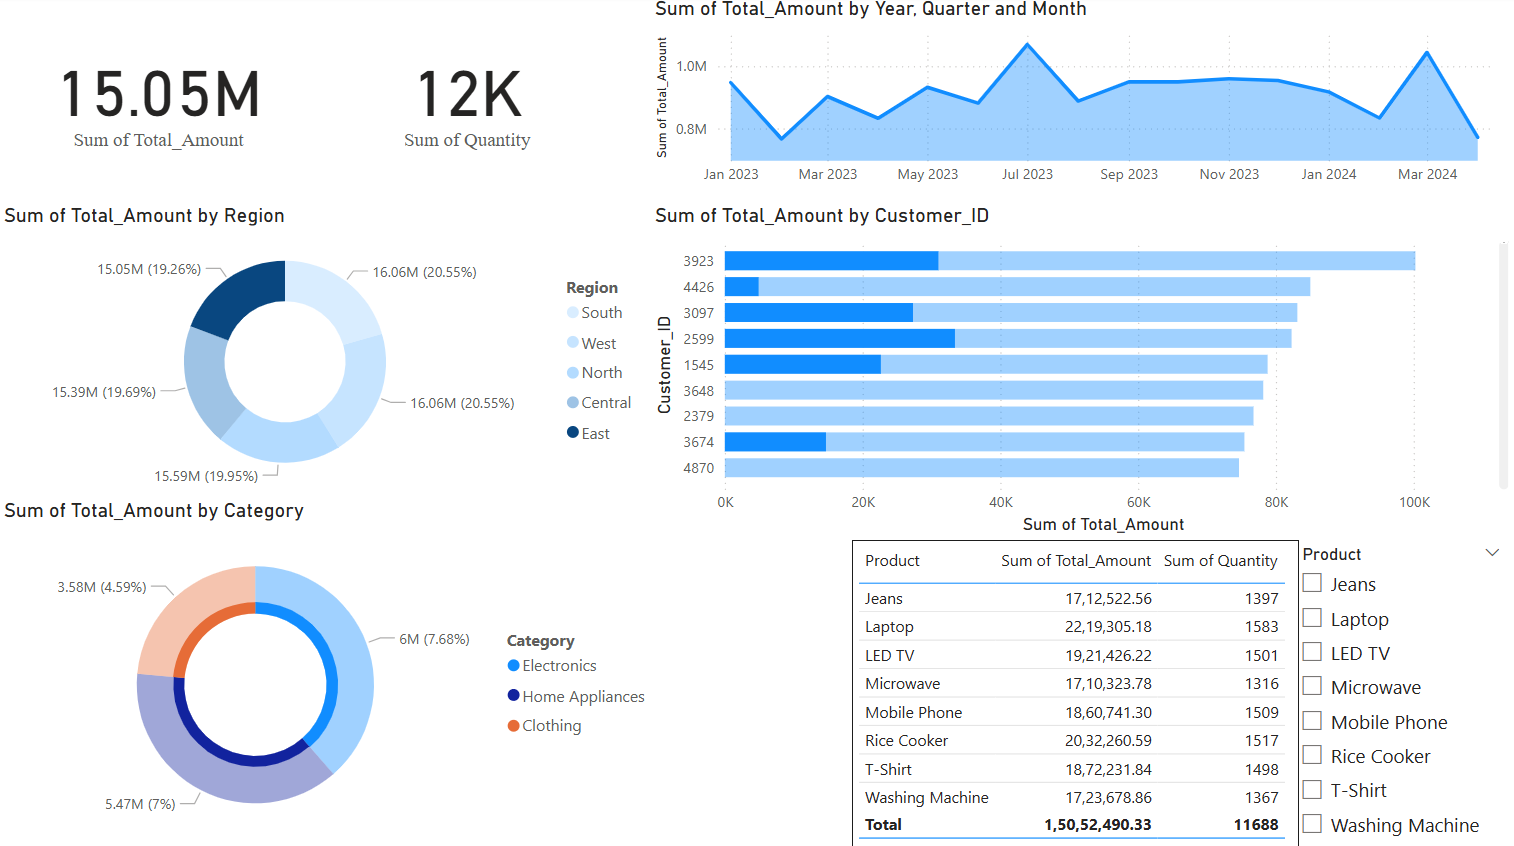 15.05M
Sum of Total_Amount
12K
Sum of Quantity
Sum of Total_Amount by Year, Quarter and Month
Sum of Total_Amount
1.0M
0.8M
Jan 2023 Mar 2023 May 2023 Jul 2023 Sep 2023 Nov 2023 Jan 2024 Mar 2024
Sum of Total_Amount by Region
15.05M (19.26%)
16.06M (20.55%)
15.39M (19.69%)
16.06M (20.55%)
15.59M (19.95%)
Region
South
West
North
Central
East
Sum of Total_Amount by Customer_ID
Customer_ID
3923
4426
3097
2599
1545
3648
2379
3674
4870
0K 20K 40K 60K 80K 100K
Sum of Total_Amount
Sum of Total_Amount by Category
3.58M (4.59%)
6M (7.68%)
5.47M (7%)
Category
Electronics
Home Appliances
Clothing
Product Sum of Total_Amount Sum of Quantity
Jeans 17,12,522.56 1397
Laptop 22,19,305.18 1583
LED TV 19,21,426.22 1501
Microwave 17,10,323.78 1316
Mobile Phone 18,60,741.30 1509
Rice Cooker 20,32,260.59 1517
T-Shirt 18,72,231.84 1498
Washing Machine 17,23,678.86 1367
Total 1,50,52,490.33 11688
Product
Jeans
Laptop
LED TV
Microwave
Mobile Phone
Rice Cooker
T-Shirt
Washing Machine